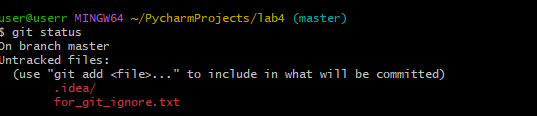 user@userr MINGW64 ~/PycharmProjects/lab4 (master)
$ git status
On branch master
Untracked files:
  (use "git add <file>..." to include in what will be committed)
        .idea/
        for_git_ignore.txt